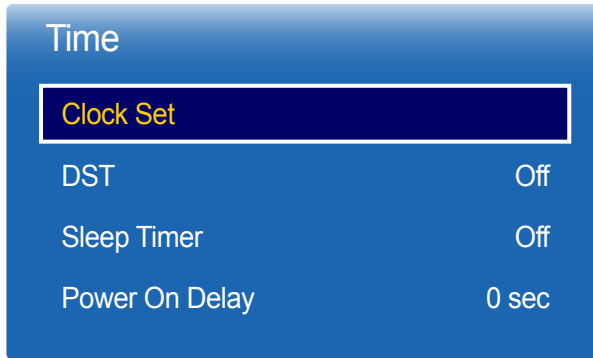 Time
Clock Set
DST Off
Sleep Timer Off
Power On Delay 0 sec